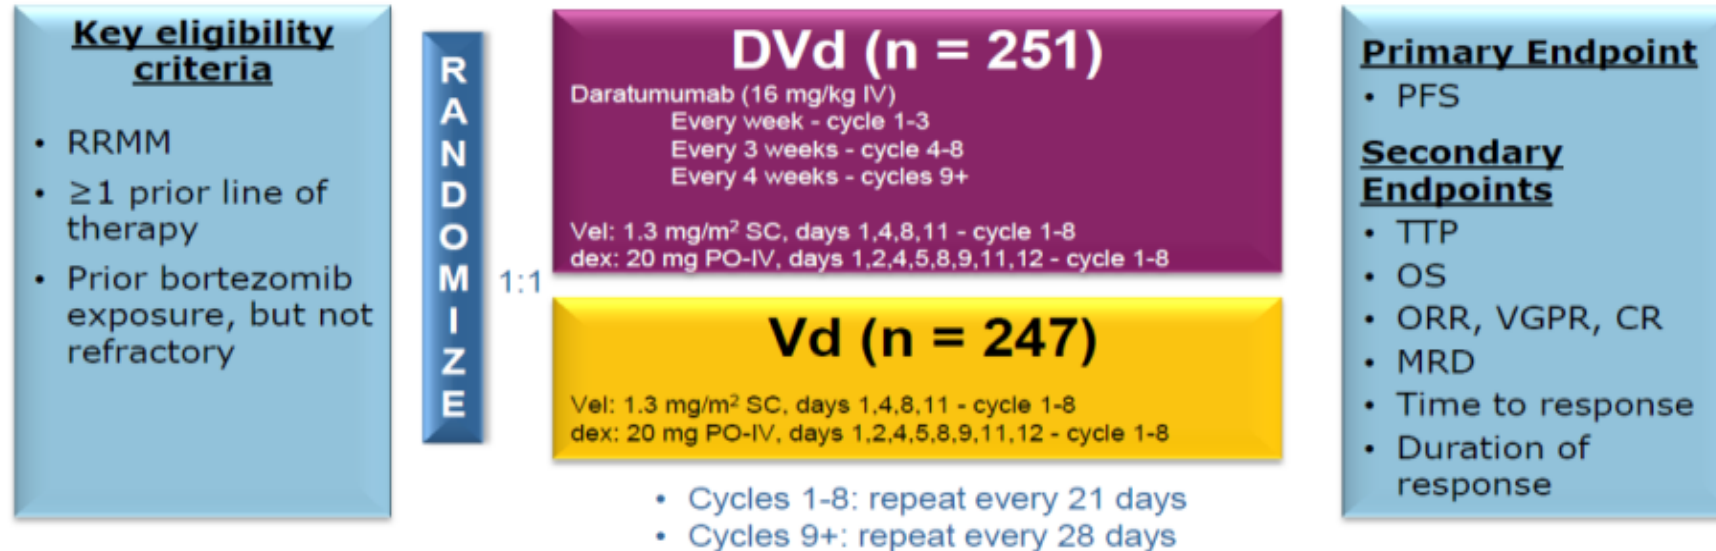 Key eligibility
criteria
• RRMM
• ≥1 prior line of
therapy
• Prior bortezomib
exposure, but not
refractory
RANDOMIZE
1:1
DVd (n = 251)
Daratumumab (16 mg/kg IV)
Every week - cycle 1-3
Every 3 weeks - cycle 4-8
Every 4 weeks - cycles 9+
Vel: 1.3 mg/m² SC, days 1,4,8,11 - cycle 1-8
dex: 20 mg PO-IV, days 1,2,4,5,8,9,11,12 - cycle 1-8
Vd (n = 247)
Vel: 1.3 mg/m² SC, days 1,4,8,11 - cycle 1-8
dex: 20 mg PO-IV, days 1,2,4,5,8,9,11,12 - cycle 1-8
• Cycles 1-8: repeat every 21 days
• Cycles 9+: repeat every 28 days
Primary Endpoint
• PFS
Secondary
Endpoints
• TTP
• OS
• ORR, VGPR, CR
• MRD
• Time to response
• Duration of
response